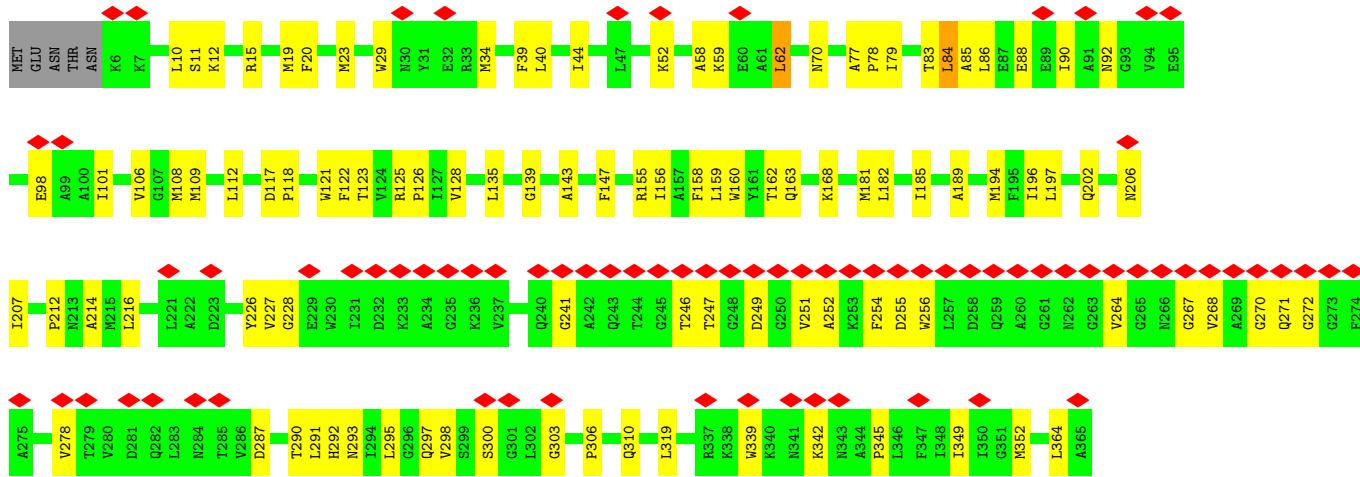 MET GLU ASN THR ASN K6 K7 L10 S11 K12 R15 M19 F20 M23 W29 N30 Y31 E32 R33 M34 F39 L40 I44 L47 K52 A58 K59 E60 A61 L62 N70 A77 P78 I79 T83 L84 A85 L86 E87 E88 E89 I90 A91 N92 G93 V94 E95
E98 A99 A100 I101 V106 G107 M108 M109 L112 D117 P118 W121 F122 T123 V124 R125 P126 I127 V128 L135 G139 A143 F147 R155 I156 A157 F158 L159 W160 Y161 T162 Q163 K168 M181 L182 I185 A189 M194 F195 I196 L197 Q202 N206
I207 P212 N213 A214 M215 L216 L221 A222 D223 Y226 V227 G228 E229 W230 I231 D232 K233 A234 G235 K236 V237 Q240 G241 A242 Q243 T244 G245 T246 T247 G248 D249 G250 V251 A252 K253 F254 D255 W256 L257 D258 Q259 A260 G261 N262 G263 V264 G265 N266 G267 V268 A269 G270 Q271 G272 G273 F274
A275 V278 T279 V280 D281 Q282 L283 N284 T285 V286 D287 T290 L291 H292 N293 I294 L295 G296 Q297 V298 S299 S300 G301 L302 G303 P306 Q310 L319 R337 K338 W339 K340 N341 K342 N343 A344 P345 L346 F347 I348 I349 I350 G351 M352 L364 A365